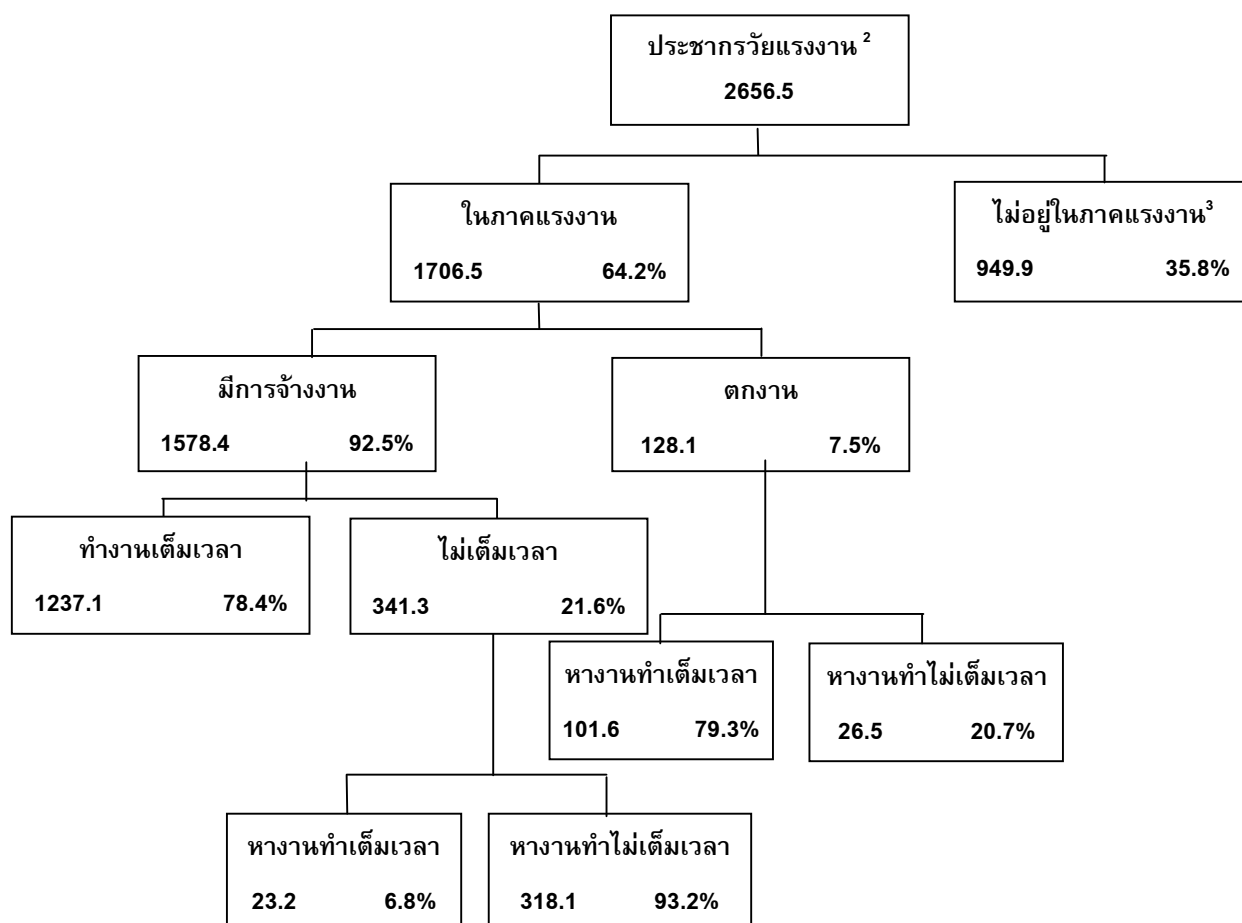 ประชากรวัยแรงงาน ²
2656.5
ในภาคแรงงาน
1706.5 64.2%
ไม่อยู่ในภาคแรงงาน³
949.9 35.8%
มีการจ้างงาน
1578.4 92.5%
ตกงาน
128.1 7.5%
ทำงานเต็มเวลา
1237.1 78.4%
ไม่เต็มเวลา
341.3 21.6%
หางานทำเต็มเวลา
101.6 79.3%
หางานทำไม่เต็มเวลา
26.5 20.7%
หางานทำเต็มเวลา
23.2 6.8%
หางานทำไม่เต็มเวลา
318.1 93.2%